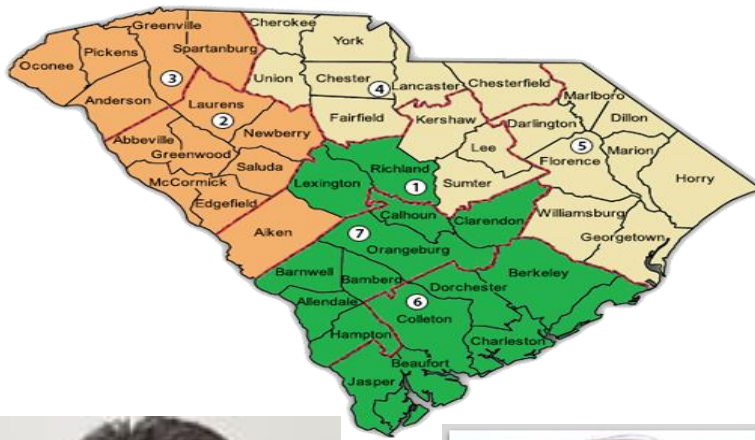 Cherokee
Greenville
York
Spartanburg
Pickens
Oconee
Union
Chester
Lancaster
Chesterfield
3
4
Marlboro
Anderson
Laurens
Dillon
2
Fairfield
Kershaw
Darlington
Newberry
Abbeville
Lee
5
Marion
Greenwood
Florence
Saluda
Richland
Horry
McCormick
Lexington
1
Sumter
Edgefield
Calhoun
Clarendon
Williamsburg
Aiken
7
Georgetown
Orangeburg
Barnwell
Berkeley
Bamberg
Dorchester
Allendale
6
Colleton
Hampton
Charleston
Beaufort
Jasper